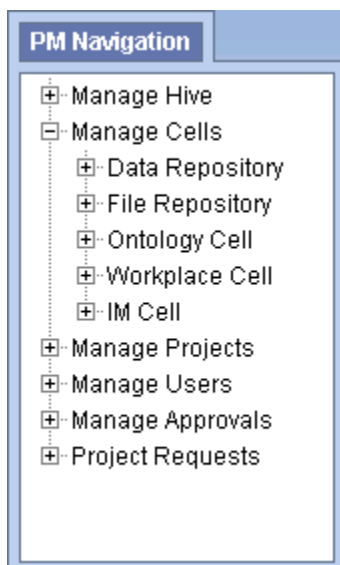 PM Navigation
Manage Hive
Manage Cells
Data Repository
File Repository
Ontology Cell
Workplace Cell
IM Cell
Manage Projects
Manage Users
Manage Approvals
Project Requests